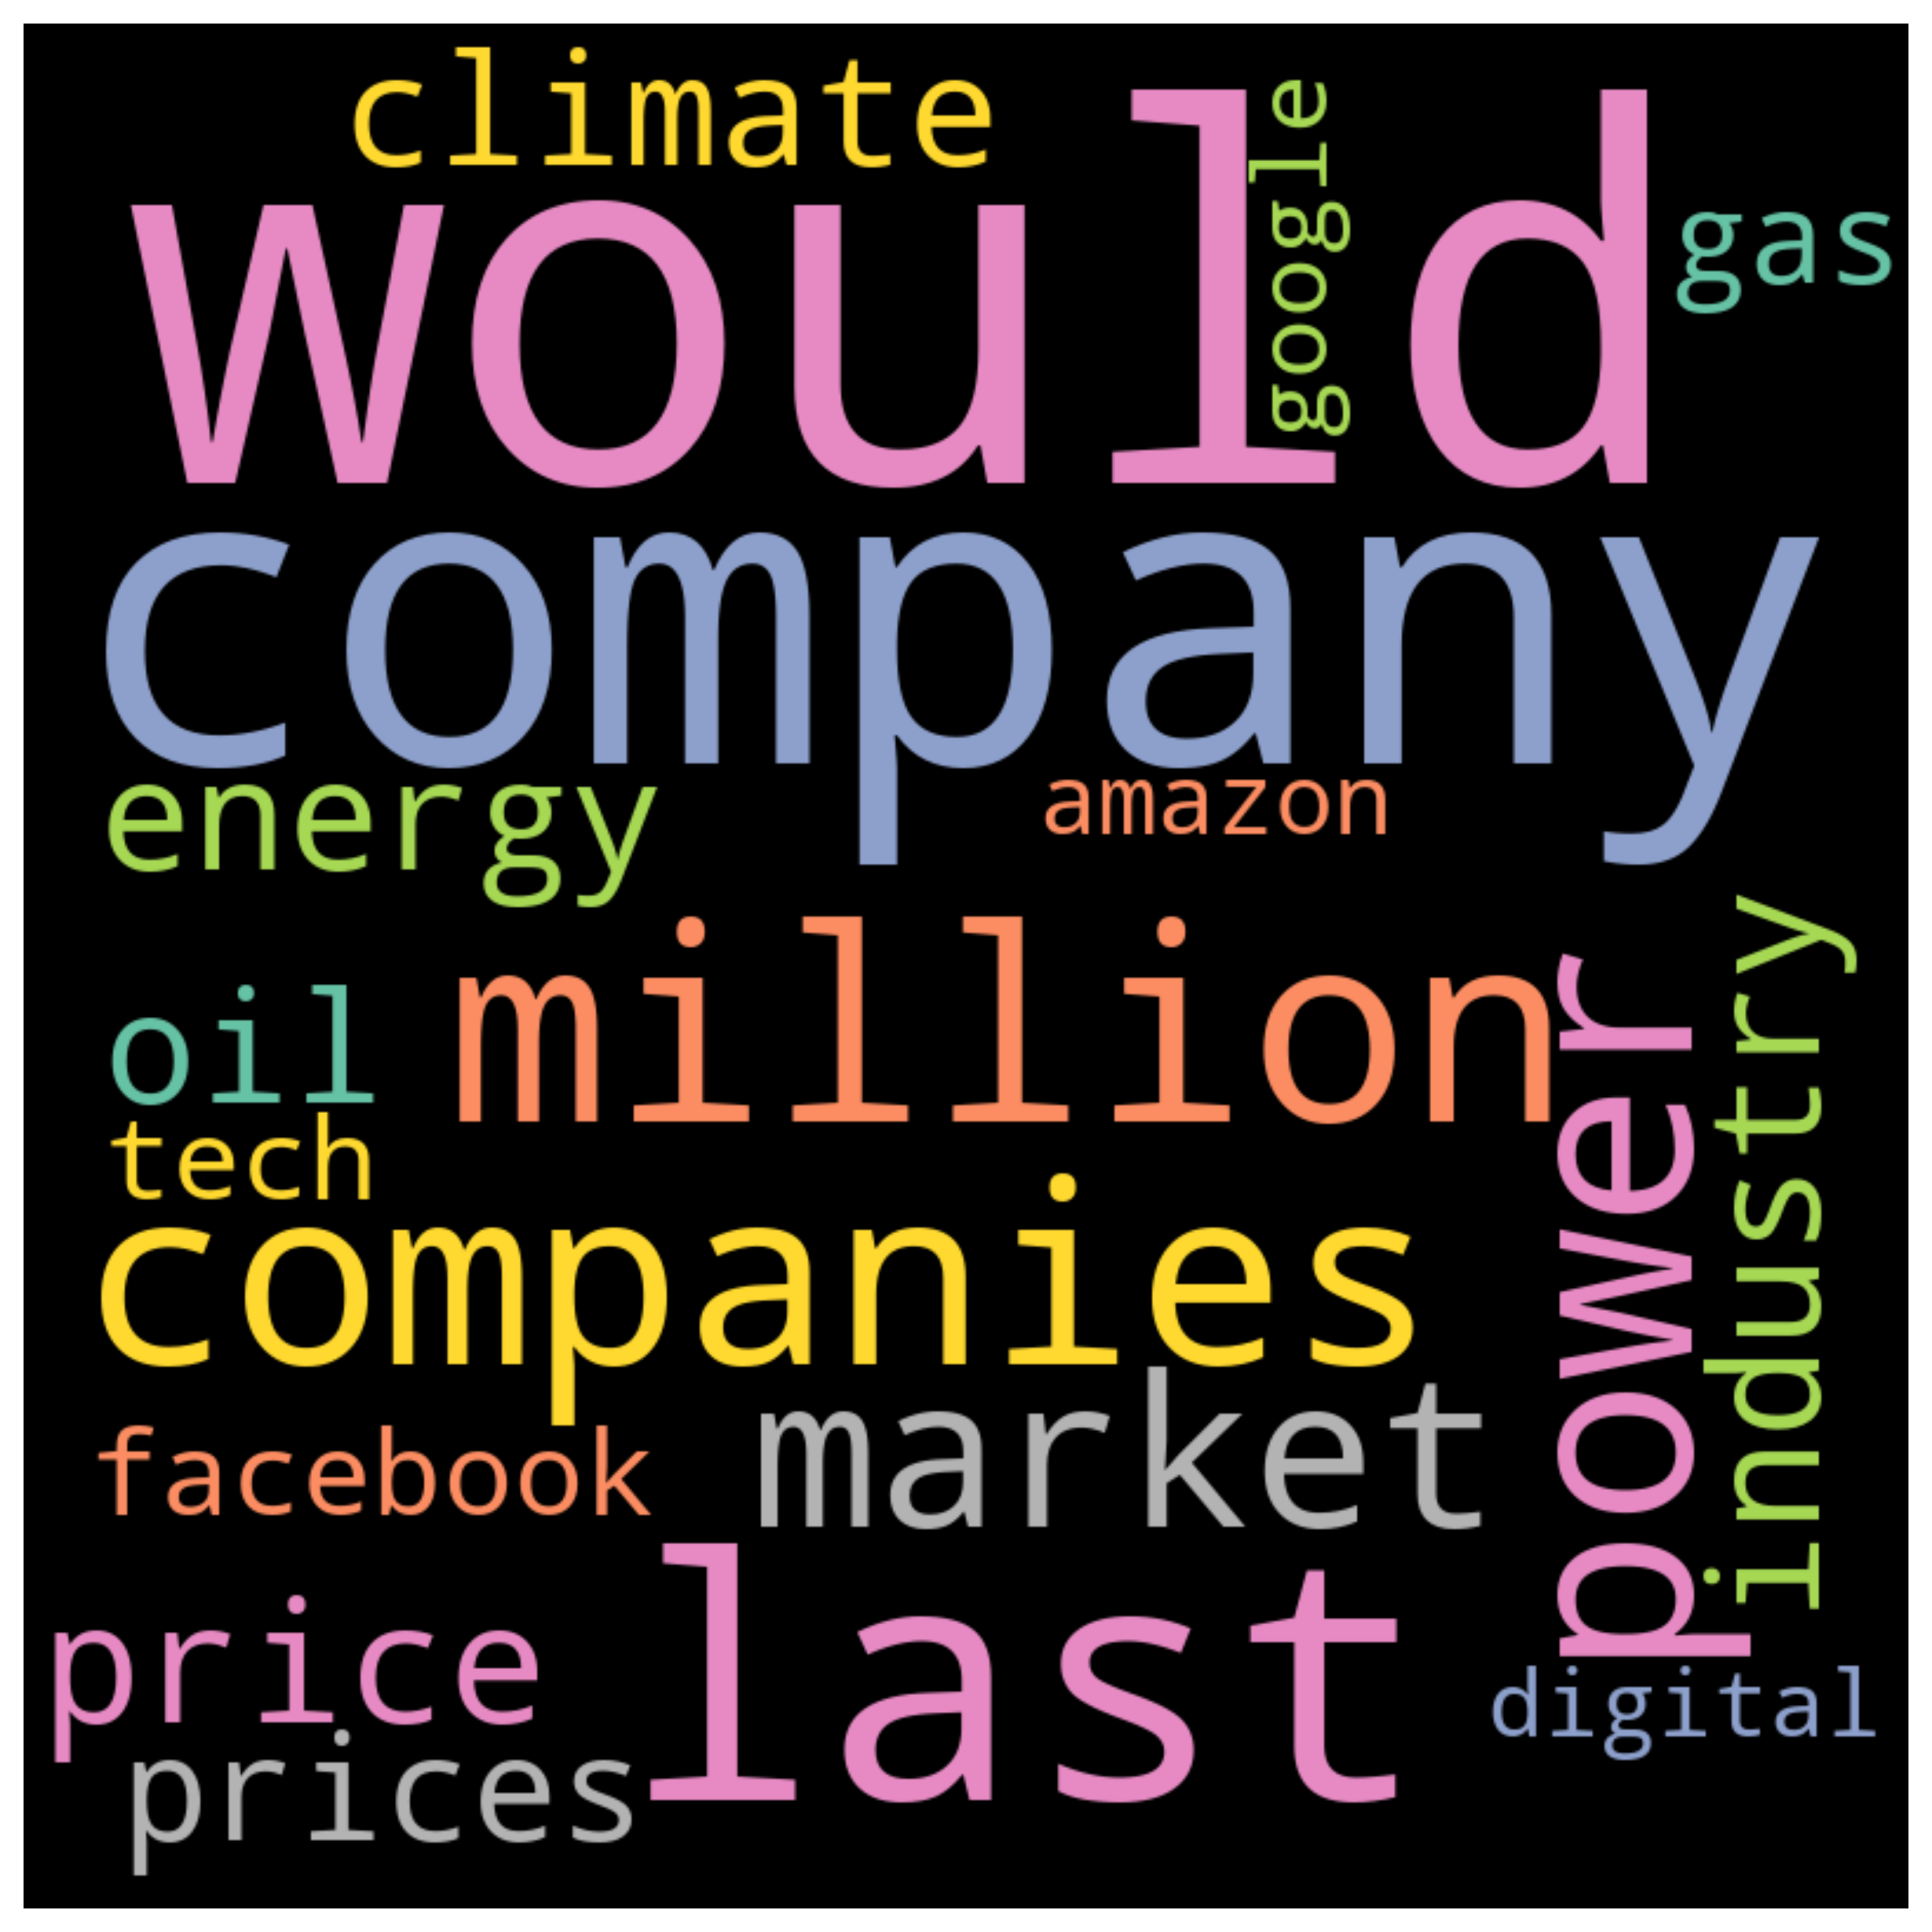 climate
google
would
gas
company
energy
amazon
million
oil
tech
power
industry
companies
market
facebook
last
price
digital
prices